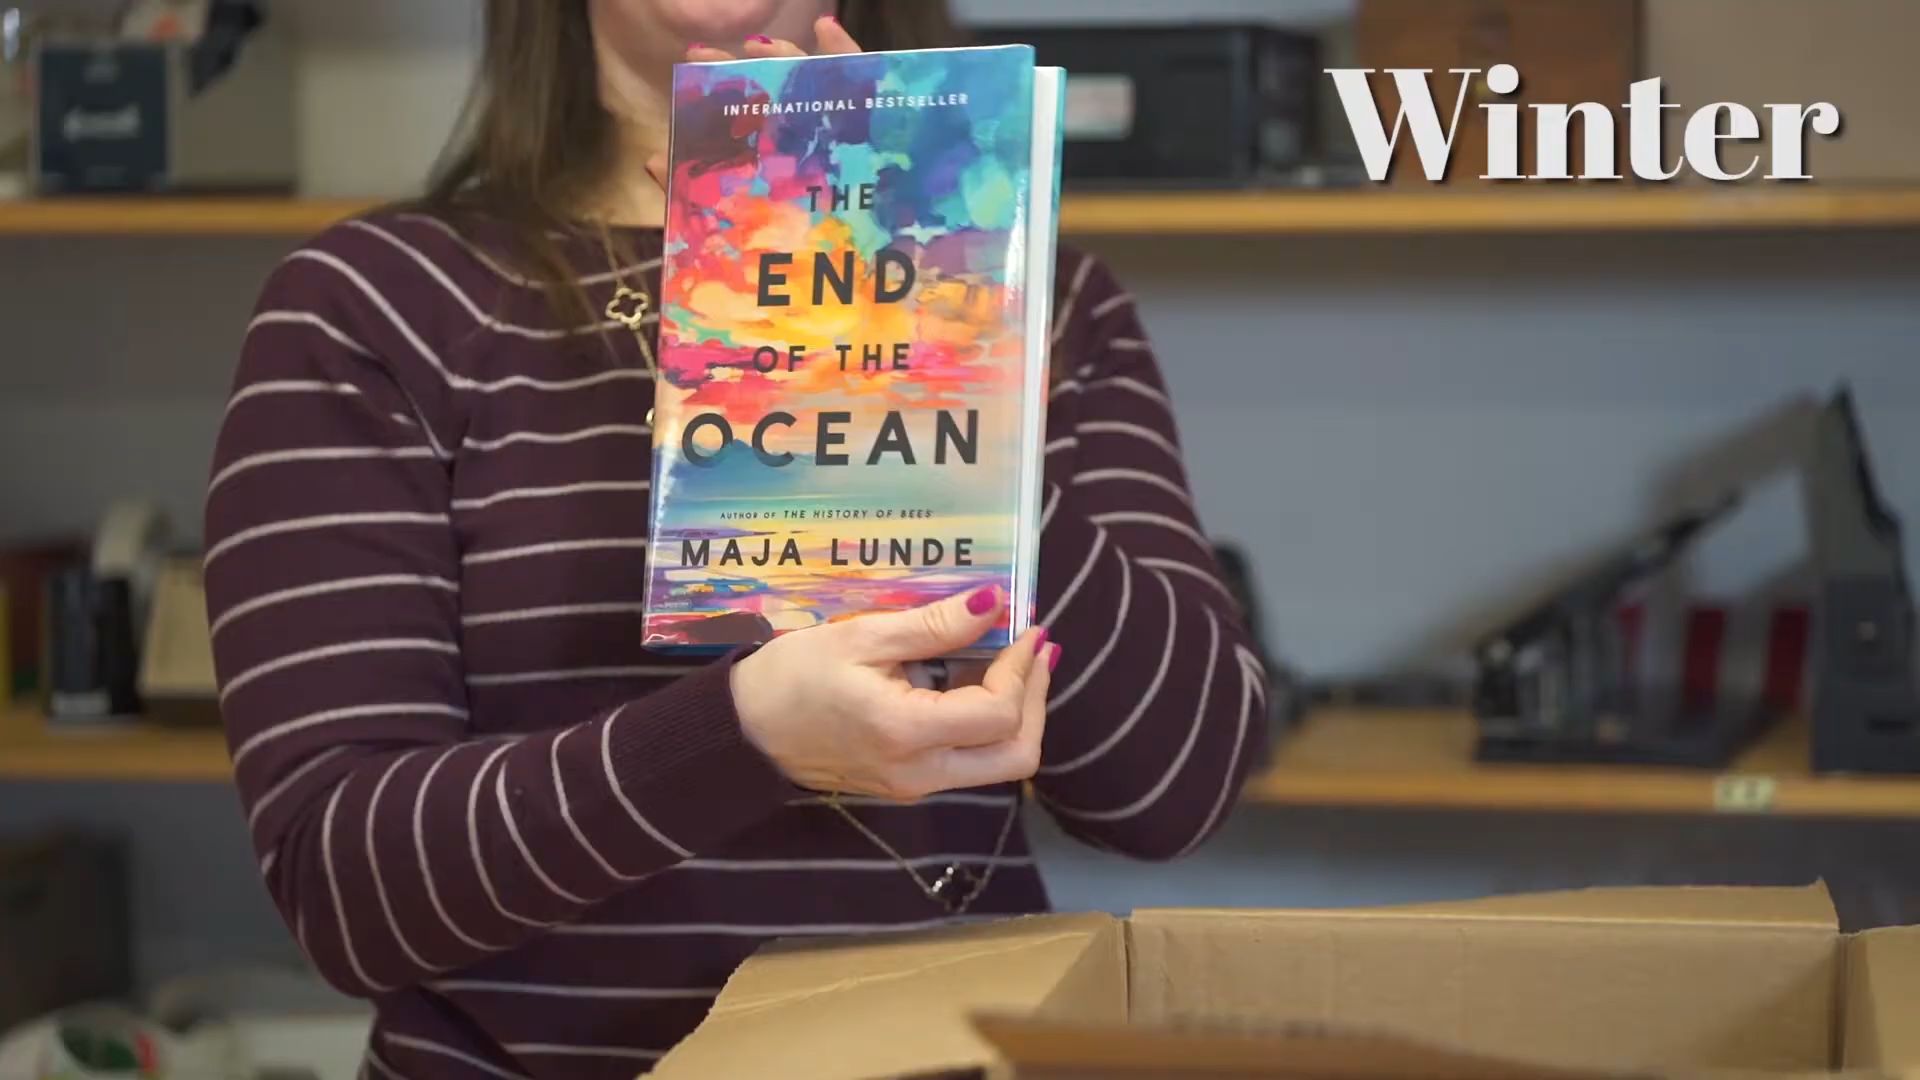 Winter
INTERNATIONAL BESTSELLER
THE
END
OF THE
OCEAN
AUTHOR OF THE HISTORY OF BEES
MAJA LUNDE